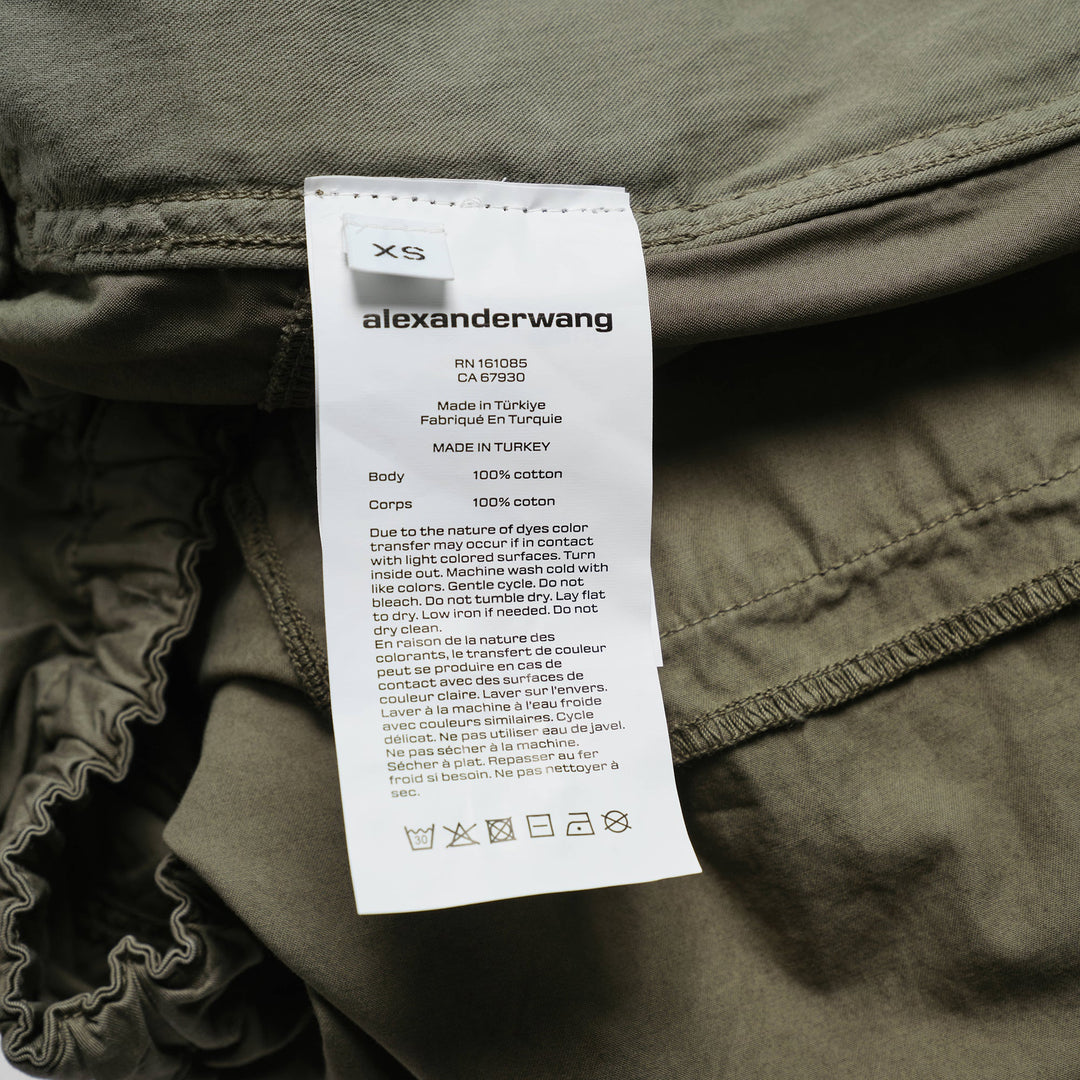 XS
alexanderwang
RN 161085
CA 67930
Made in Türkiye
Fabriqué En Turquie
MADE IN TURKEY
Body 100% cotton
Corps 100% coton
Due to the nature of dyes color
transfer may occur if in contact
with light colored surfaces. Turn
inside out. Machine wash cold with
like colors. Gentle cycle. Do not
bleach. Do not tumble dry. Lay flat
to dry. Low iron if needed. Do not
dry clean.
En raison de la nature des
colorants, le transfert de couleur
peut se produire en cas de
contact avec des surfaces de
couleur claire. Laver sur l'envers.
Laver à la machine à l'eau froide
avec couleurs similaires. Cycle
délicat. Ne pas utiliser eau de javel.
Ne pas sécher à la machine.
Sécher à plat. Repasser au fer
froid si besoin. Ne pas nettoyer à
sec.
30